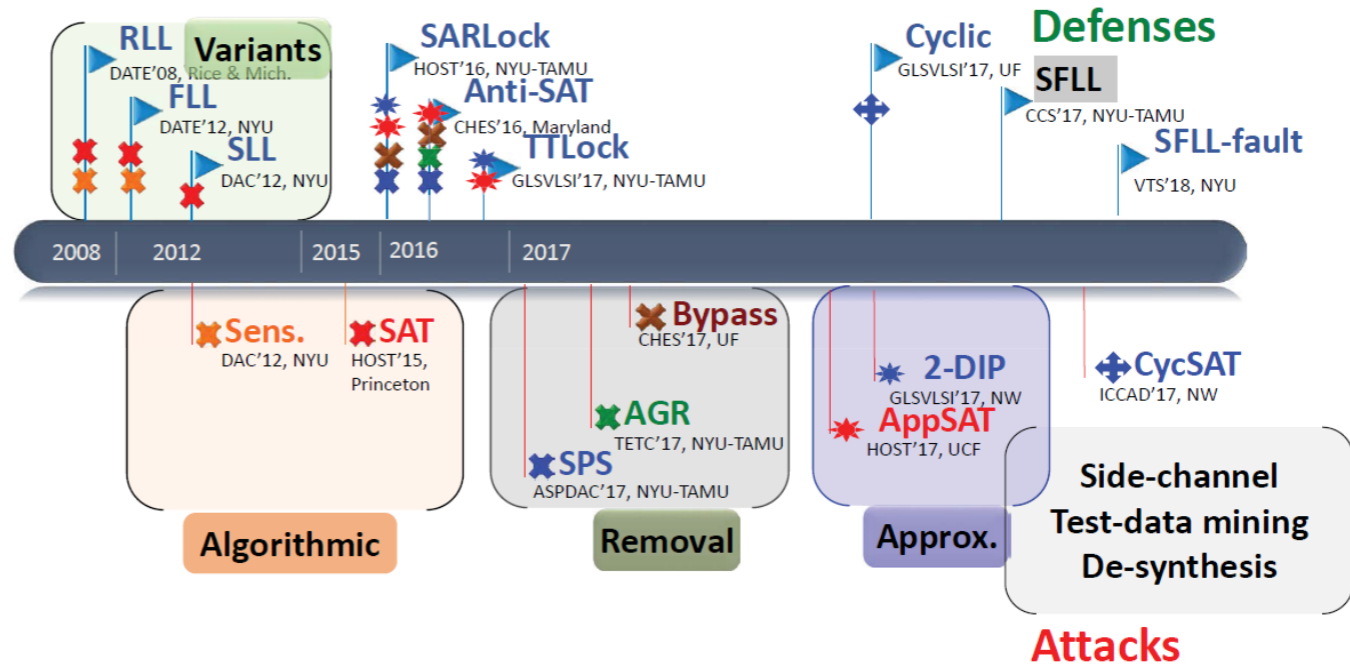 RLL
Variants
DATE'08, Rice & Mich.
FLL
DATE'12, NYU
SLL
DAC'12, NYU
SARLock
HOST'16, NYU-TAMU
Anti-SAT
CHES'16, Maryland
TTLock
GLSVLSI'17, NYU-TAMU
Cyclic
GLSVLSI'17, UF
Defenses
SFLL
CCS'17, NYU-TAMU
SFLL-fault
VTS'18, NYU
2008
2012
2015
2016
2017
Sens.
DAC'12, NYU
SAT
HOST'15,
Princeton
Algorithmic
Bypass
CHES'17, UF
AGR
TETC'17, NYU-TAMU
SPS
ASPDAC'17, NYU-TAMU
Removal
2-DIP
GLSVLSI'17, NW
AppSAT
HOST'17, UCF
Approx.
CycSAT
ICCAD'17, NW
Side-channel
Test-data mining
De-synthesis
Attacks